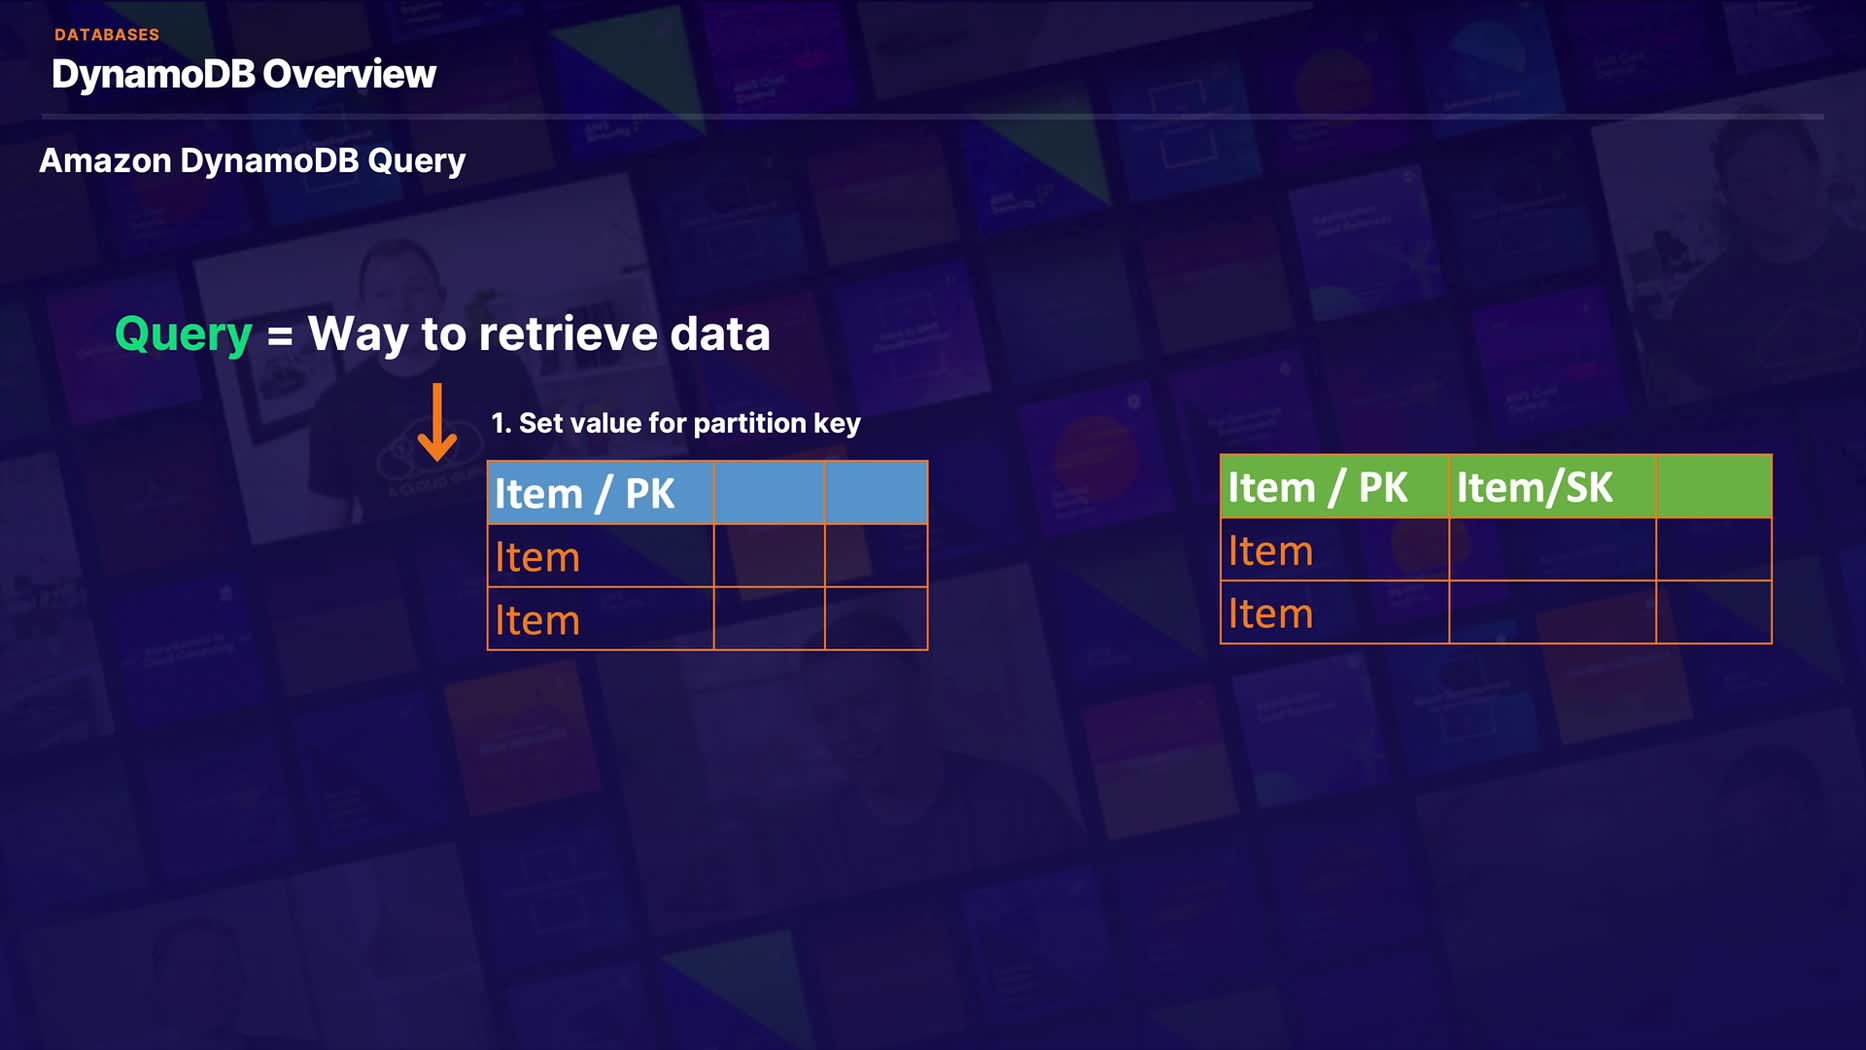 DATABASES
DynamoDB Overview
Amazon DynamoDB Query
Query = Way to retrieve data
1. Set value for partition key
Item / PK
Item
Item
Item / PK Item/SK
Item
Item